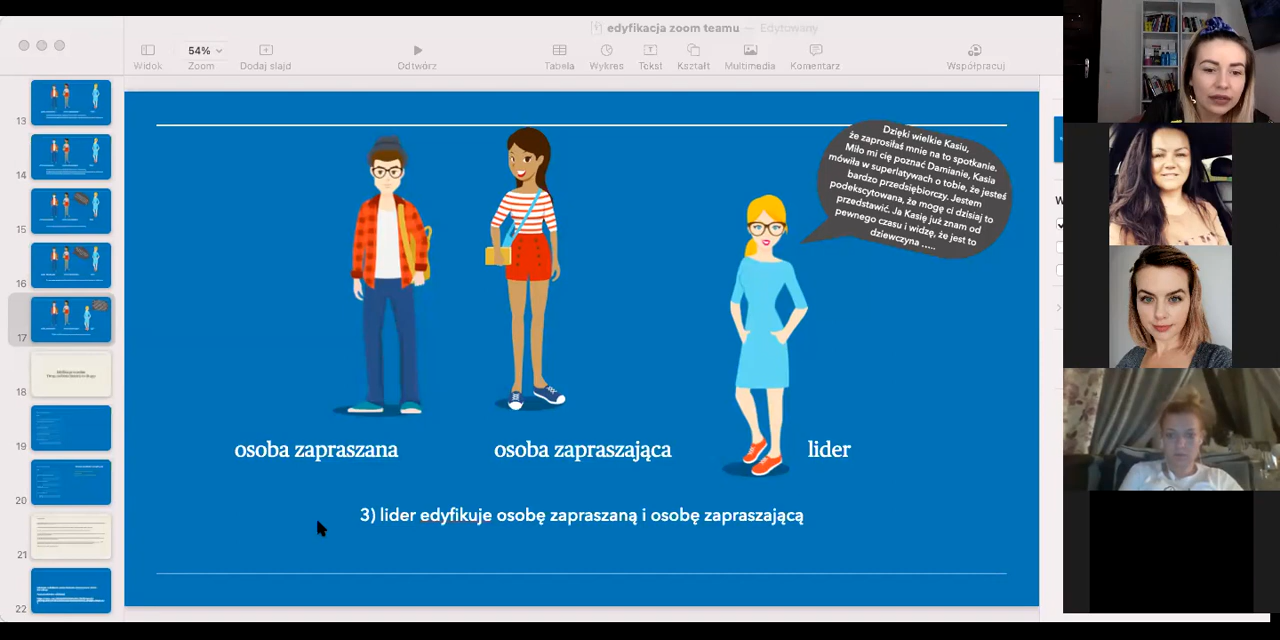 edyfikacja zoom teamu — Edytowany
54%
Widok Zoom Dodaj slajd Odtwórz Tabela Wykres Tekst Kształt Multimedia Komentarz Współpracuj
13
14
15
16
17
18
19
20
21
22
Dzięki wielkie Kasiu,
że zaprosiłaś mnie na to spotkanie.
Miło mi cię poznać Damianie, Kasia
mówiła w superlatywach o tobie, że jesteś
bardzo przedsiębiorczy. Jestem
podekscytowana, że mogę ci dzisiaj to
przedstawić. Ja Kasię już znam od
pewnego czasu i widzę, że jest to
dziewczyna .....
osoba zapraszana osoba zapraszająca lider
3) lider edyfikuje osobę zapraszaną i osobę zapraszającą